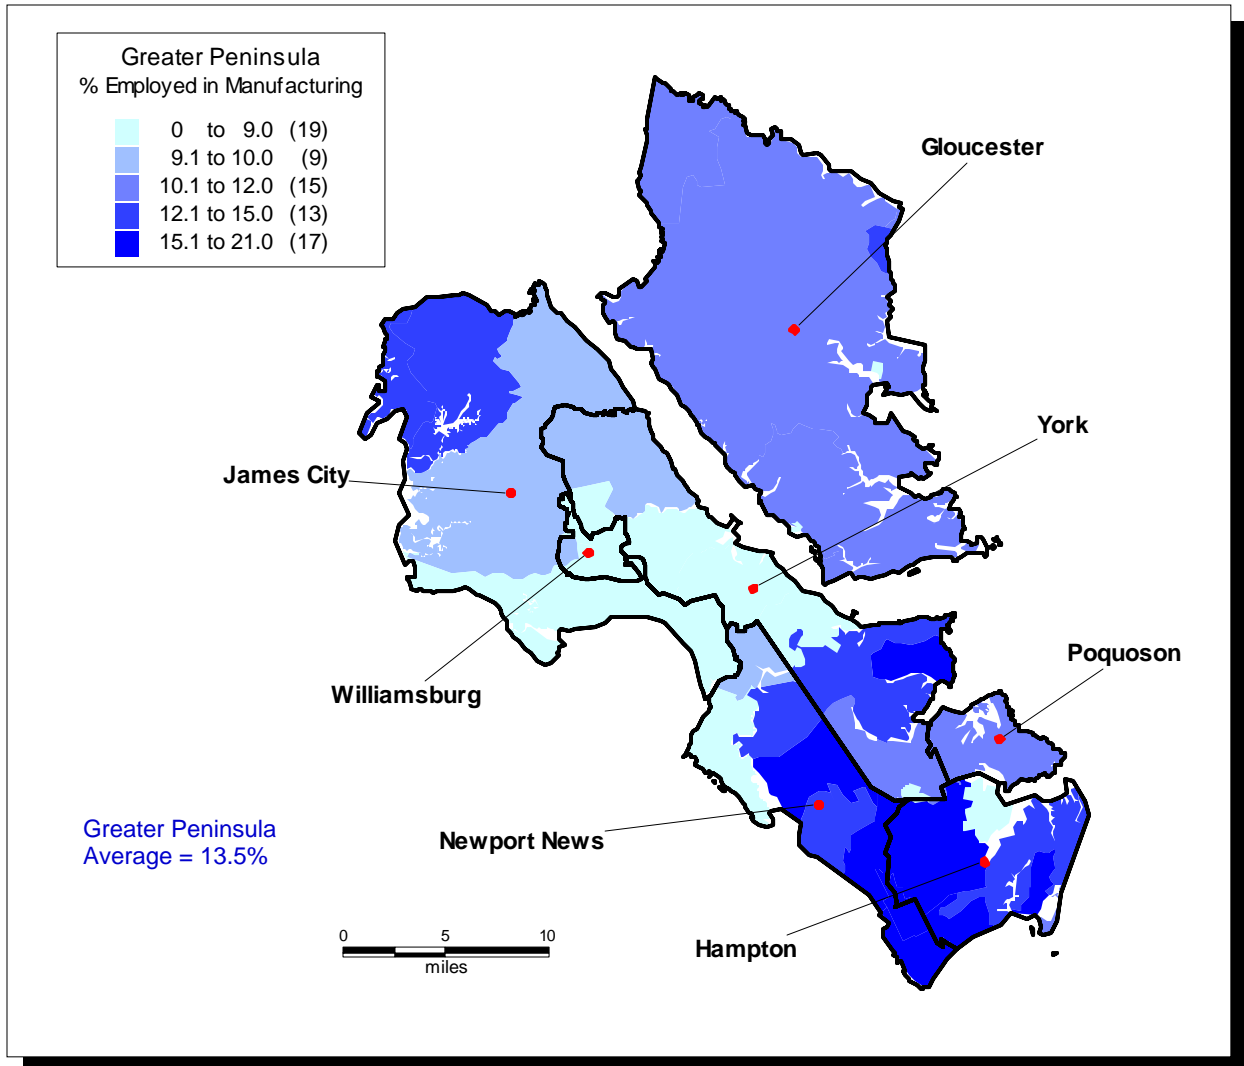 Greater Peninsula
% Employed in Manufacturing
0 to 9.0 (19)
9.1 to 10.0 (9)
10.1 to 12.0 (15)
12.1 to 15.0 (13)
15.1 to 21.0 (17)
Gloucester
York
James City
Poquoson
Williamsburg
Newport News
Greater Peninsula
Average = 13.5%
Hampton
0 5 10
miles